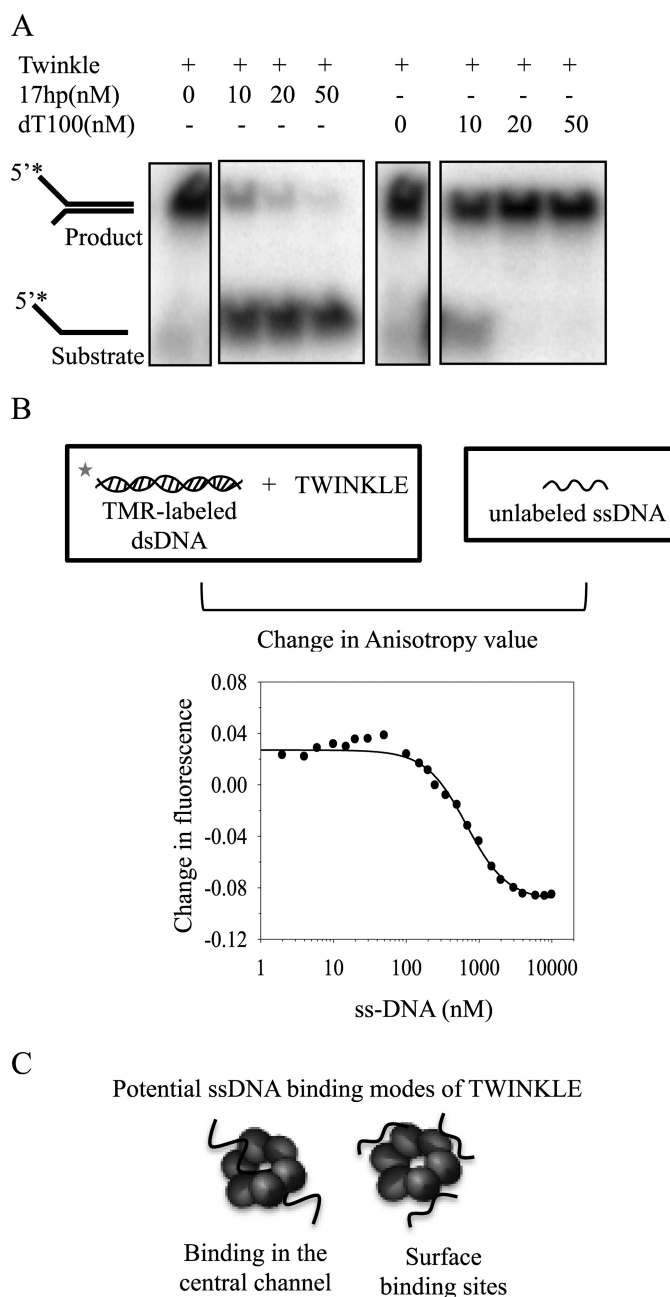 A
Twinkle + + + + + + + +
17hp(nM) 0 10 20 50 - - - -
dT100(nM) - - - - 0 10 20 50
5’*
Product
5’*
Substrate
B
+ TWINKLE
TMR-labeled
dsDNA
unlabeled ssDNA
Change in Anisotropy value
Change in fluorescence
0.08
0.04
0.00
-0.04
-0.08
-0.12
1 10 100 1000 10000
ss-DNA (nM)
C
Potential ssDNA binding modes of TWINKLE
Binding in the
central channel
Surface
binding sites